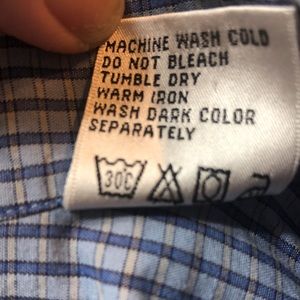 MACHINE WASH COLD
DO NOT BLEACH
TUMBLE DRY
WARM IRON
WASH DARK COLOR
SEPARATELY
30C